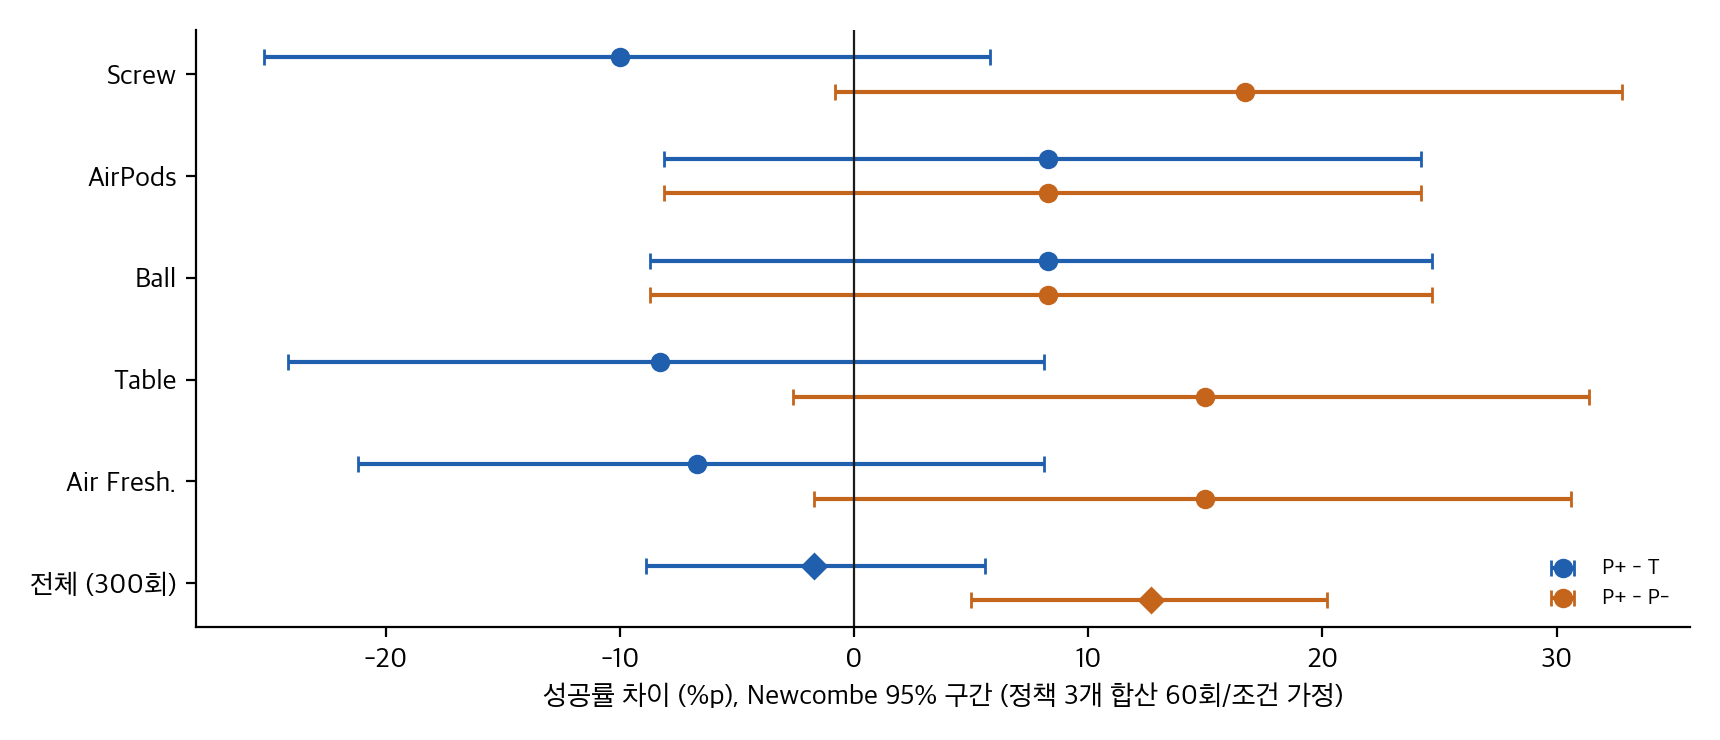 Screw
AirPods
Ball
Table
Air Fresh.
전체 (300회)
P+ – T
P+ – P–
-20
-10
0
10
20
30
성공률 차이 (%p), Newcombe 95% 구간 (정책 3개 합산 60회/조건 가정)